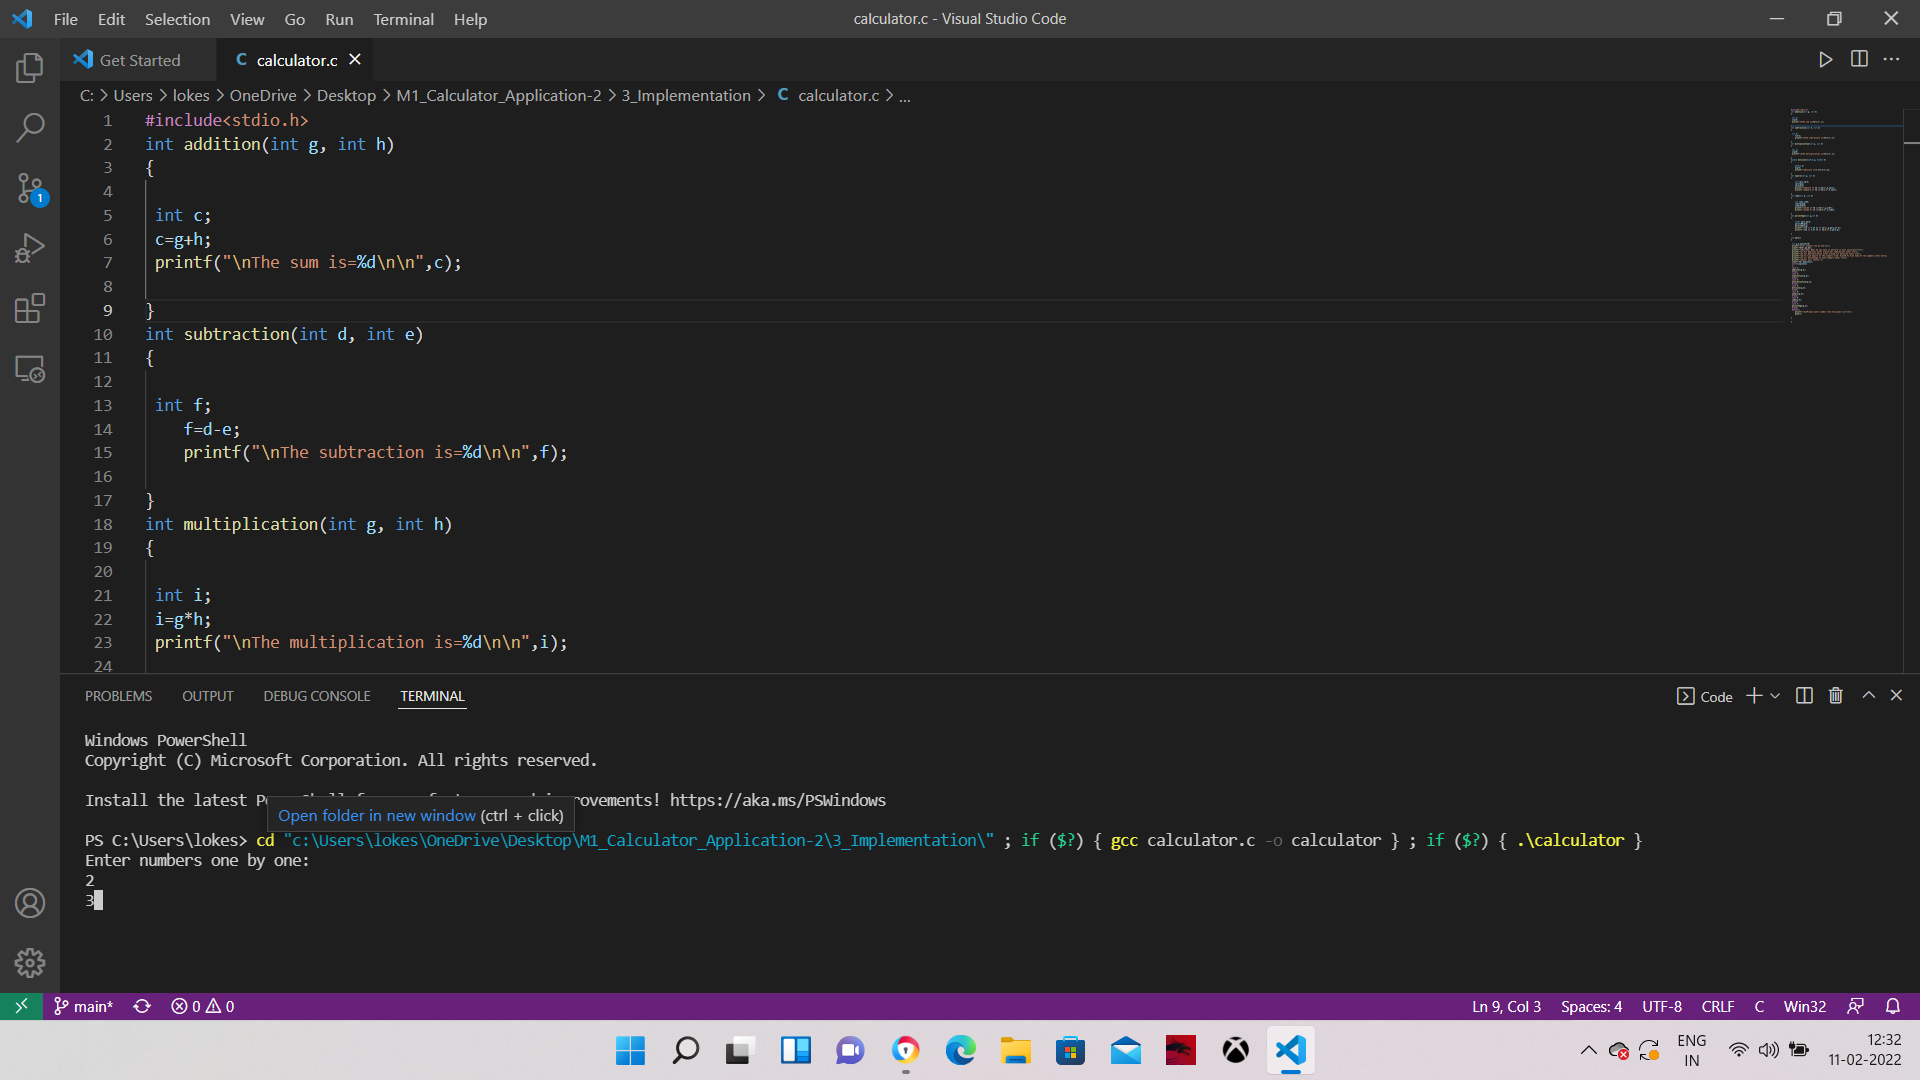 File Edit Selection View Go Run Terminal Help
calculator.c - Visual Studio Code
Get Started
C calculator.c
C: > Users > lokes > OneDrive > Desktop > M1_Calculator_Application-2 > 3_Implementation > C calculator.c > ...
1 #include<stdio.h>
2 int addition(int g, int h)
3 {
4
5 int c;
6 c=g+h;
7 printf("\nThe sum is=%d\n\n",c);
8
9 }
10 int subtraction(int d, int e)
11 {
12
13 int f;
14 f=d-e;
15 printf("\nThe subtraction is=%d\n\n",f);
16
17 }
18 int multiplication(int g, int h)
19 {
20
21 int i;
22 i=g*h;
23 printf("\nThe multiplication is=%d\n\n",i);
24
1
PROBLEMS OUTPUT DEBUG CONSOLE TERMINAL
Code
Windows PowerShell
Copyright (C) Microsoft Corporation. All rights reserved.
Install the latest https://aka.ms/PSWindows
Open folder in new window (ctrl + click)
PS C:\Users\lokes> cd "c:\Users\lokes\OneDrive\Desktop\M1_Calculator_Application-2\3_Implementation\" ; if ($?) { gcc calculator.c -o calculator } ; if ($?) { .\calculator }
Enter numbers one by one:
2
3
main* 0 0
Ln 9, Col 3 Spaces: 4 UTF-8 CRLF C Win32
ENG
IN
12:32
11-02-2022